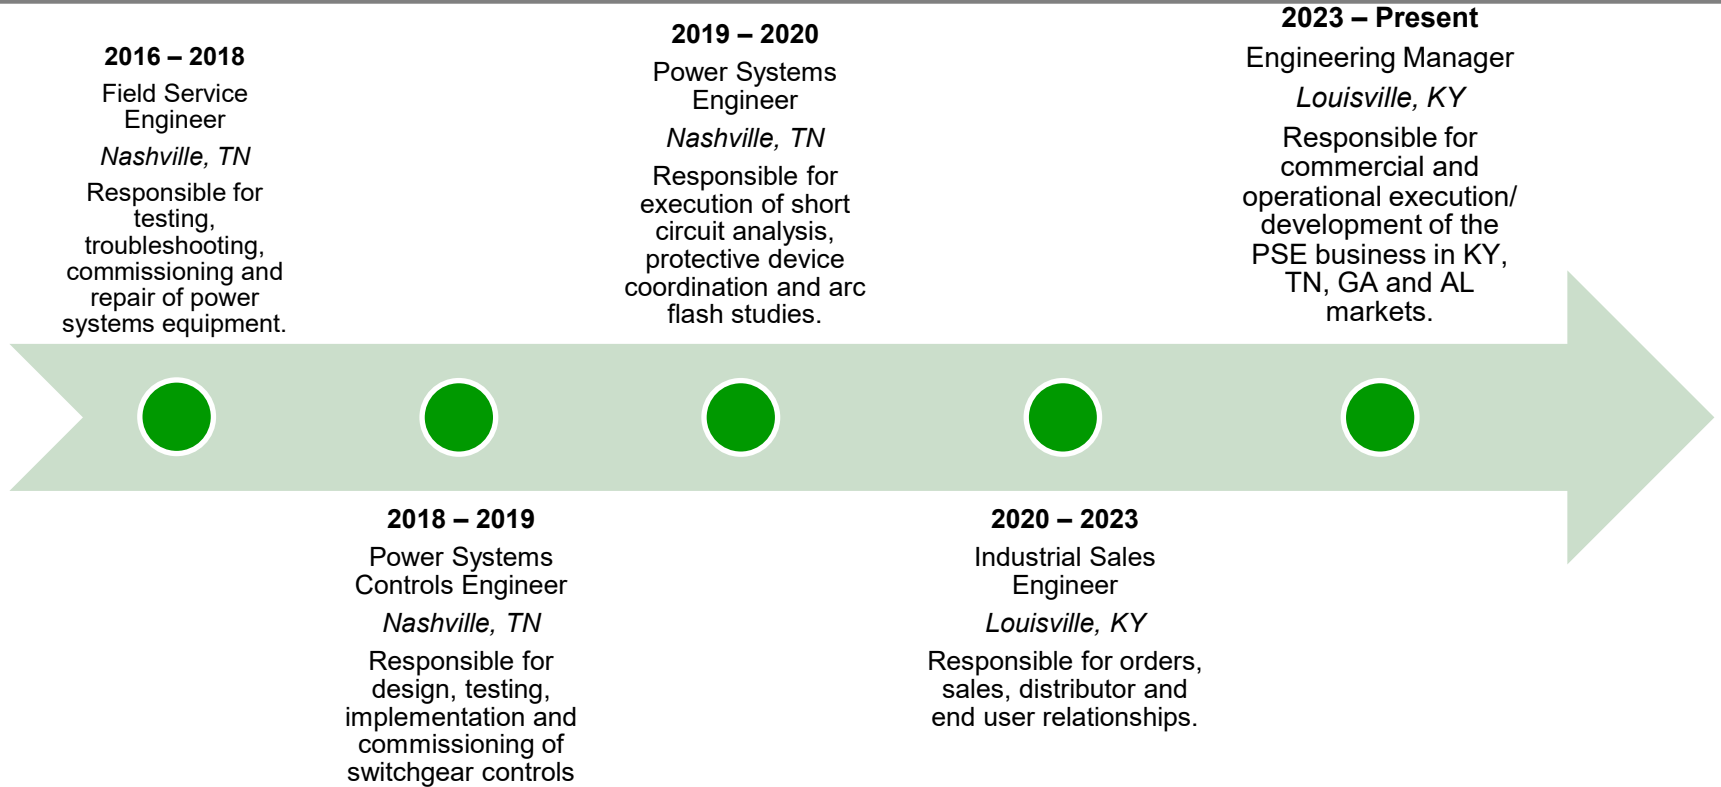 2016 – 2018
Field Service
Engineer
Nashville, TN
Responsible for
testing,
troubleshooting,
commissioning and
repair of power
systems equipment.
2018 – 2019
Power Systems
Controls Engineer
Nashville, TN
Responsible for
design, testing,
implementation and
commissioning of
switchgear controls
2019 – 2020
Power Systems
Engineer
Nashville, TN
Responsible for
execution of short
circuit analysis,
protective device
coordination and arc
flash studies.
2020 – 2023
Industrial Sales
Engineer
Louisville, KY
Responsible for orders,
sales, distributor and
end user relationships.
2023 – Present
Engineering Manager
Louisville, KY
Responsible for
commercial and
operational execution/
development of the
PSE business in KY,
TN, GA and AL
markets.